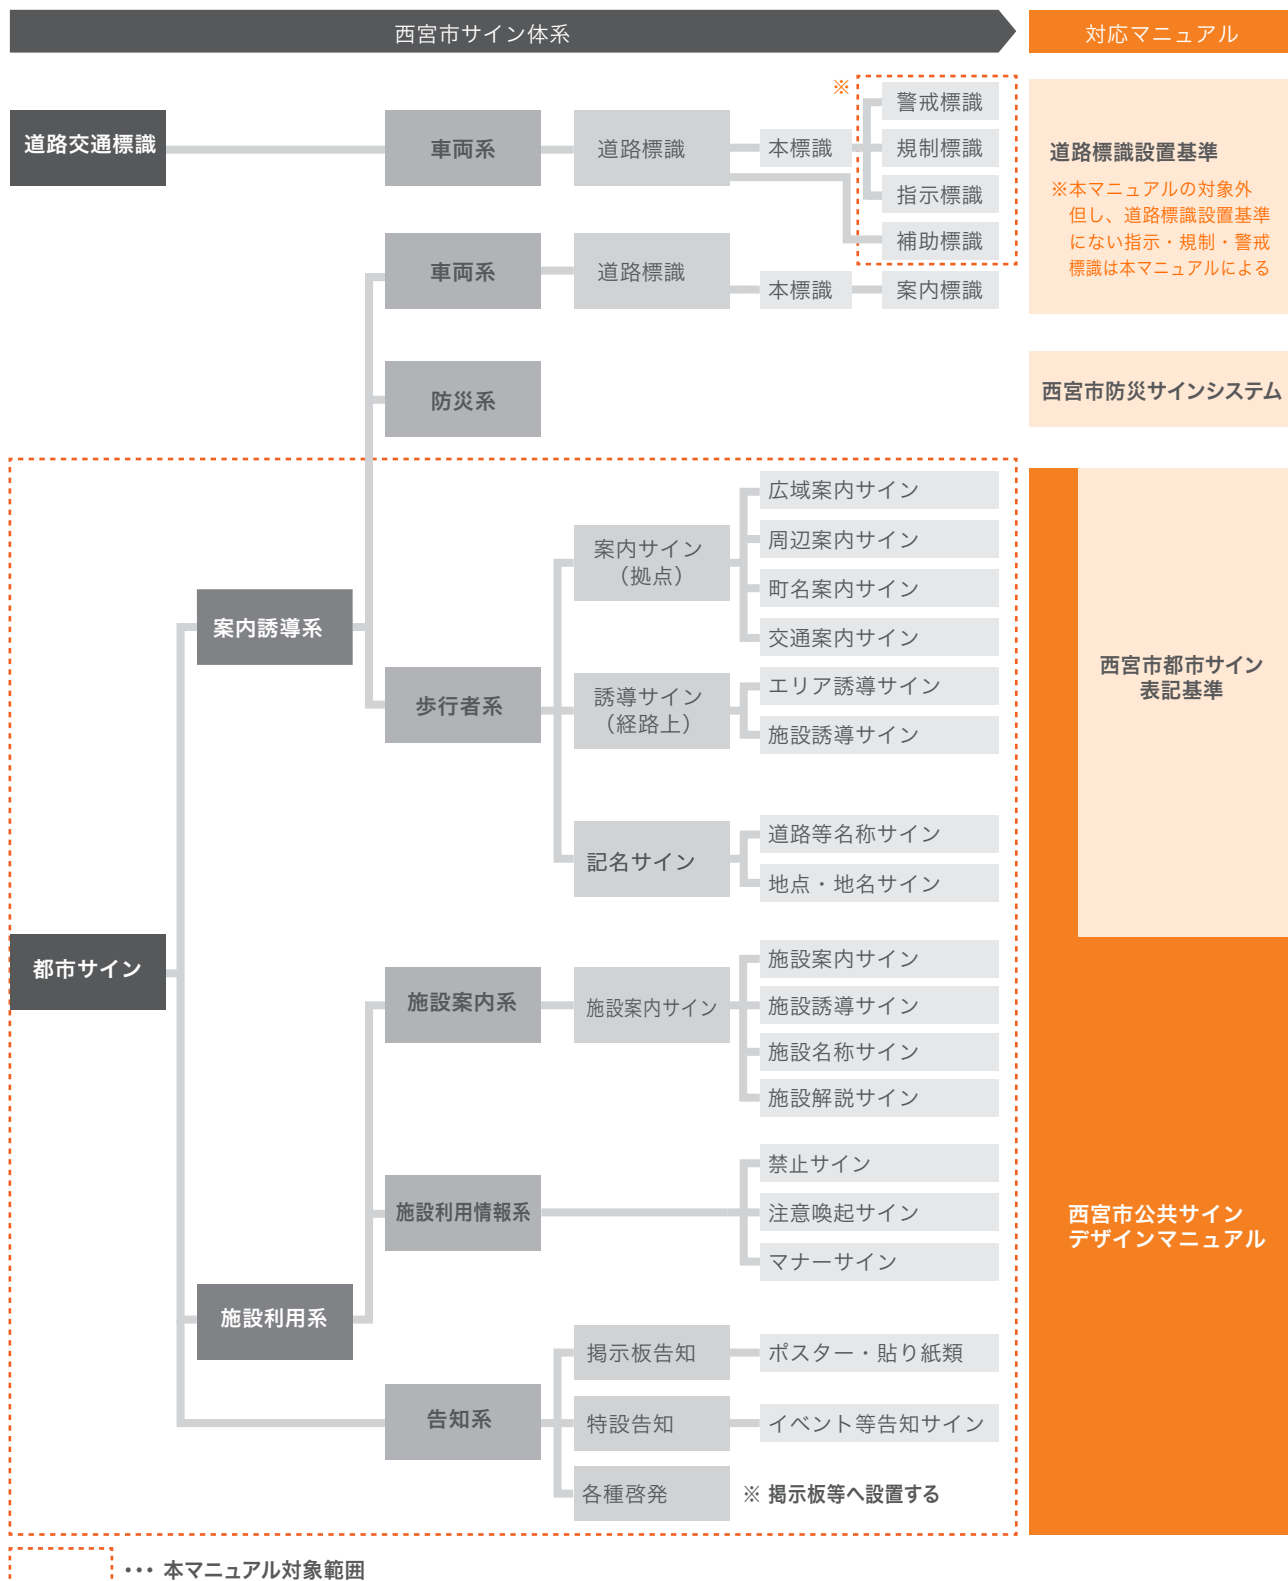 西宮市サイン体系
対応マニュアル
※
道路交通標識
車両系
道路標識
本標識
警戒標識
規制標識
指示標識
補助標識
道路標識設置基準
※本マニュアルの対象外
但し、道路標識設置基準
にない指示・規制・警戒
標識は本マニュアルによる
車両系
道路標識
本標識
案内標識
防災系
西宮市防災サインシステム
案内誘導系
歩行者系
案内サイン
（拠点）
広域案内サイン
周辺案内サイン
町名案内サイン
交通案内サイン
誘導サイン
（経路上）
エリア誘導サイン
施設誘導サイン
記名サイン
道路等名称サイン
地点・地名サイン
西宮市都市サイン
表記基準
都市サイン
施設案内系
施設案内サイン
施設案内サイン
施設誘導サイン
施設名称サイン
施設解説サイン
施設利用情報系
禁止サイン
注意喚起サイン
マナーサイン
西宮市公共サイン
デザインマニュアル
施設利用系
告知系
掲示板告知
ポスター・貼り紙類
特設告知
イベント等告知サイン
各種啓発
※ 掲示板等へ設置する
･･･ 本マニュアル対象範囲